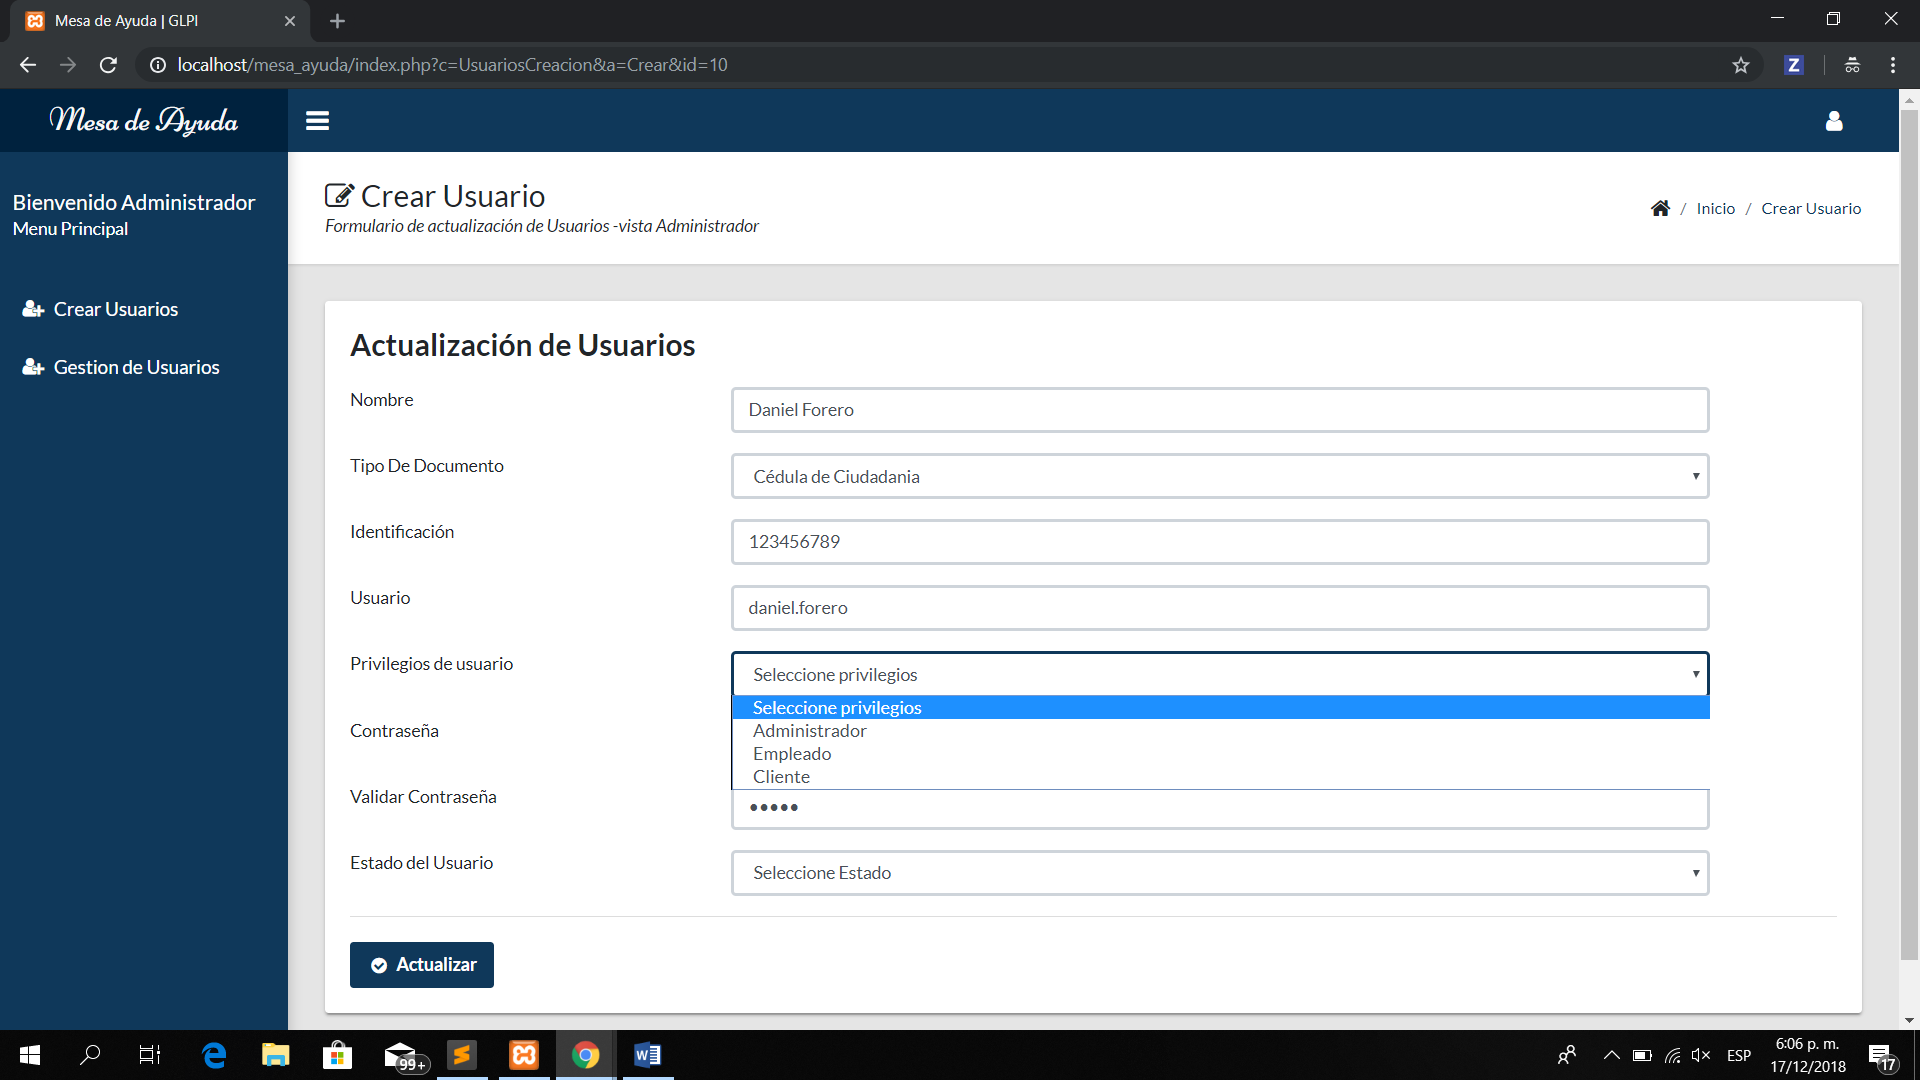 Mesa de Ayuda | GLPI
localhost/mesa_ayuda/index.php?c=UsuariosCreacion&a=Crear&id=10
Z
Mesa de Ayuda
Bienvenido Administrador
Menu Principal
Crear Usuarios
Gestion de Usuarios
Crear Usuario
Formulario de actualización de Usuarios -vista Administrador
/ Inicio / Crear Usuario
Actualización de Usuarios
Nombre
Daniel Forero
Tipo De Documento
Cédula de Ciudadania
Identificación
123456789
Usuario
daniel.forero
Privilegios de usuario
Seleccione privilegios
Seleccione privilegios
Administrador
Empleado
Cliente
Contraseña
Validar Contraseña
•••••
Estado del Usuario
Seleccione Estado
Actualizar
99+
W
ESP
6:06 p. m.
17/12/2018
17